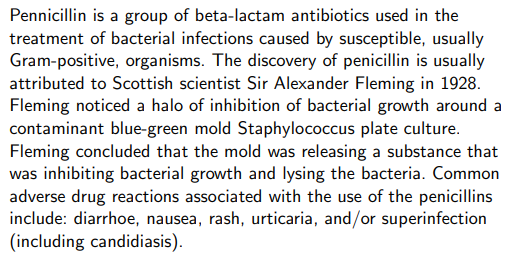 Pennicillin is a group of beta-lactam antibiotics used in the
treatment of bacterial infections caused by susceptible, usually
Gram-positive, organisms. The discovery of penicillin is usually
attributed to Scottish scientist Sir Alexander Fleming in 1928.
Fleming noticed a halo of inhibition of bacterial growth around a
contaminant blue-green mold Staphylococcus plate culture.
Fleming concluded that the mold was releasing a substance that
was inhibiting bacterial growth and lysing the bacteria. Common
adverse drug reactions associated with the use of the penicillins
include: diarrhoe, nausea, rash, urticaria, and/or superinfection
(including candidiasis).